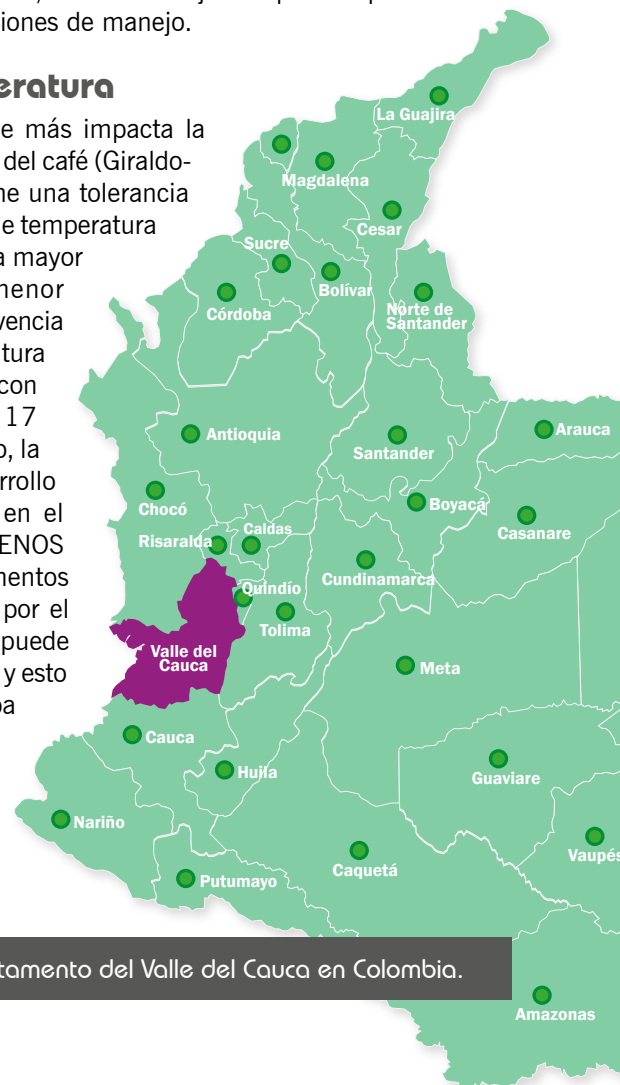 iones de manejo.
eratura
e más impacta la
del café (Giraldo-
ne una tolerancia
e temperatura
a mayor
menor
vencia
tura
con
17
o, la
rrollo
en el
ENOS
mentos
por el
puede
y esto
pa
La Guajira
Magdalena
Cesar
Sucre
Bolívar
Córdoba
Norte de
Santander
Antioquia
Santander
Arauca
Boyacá
Chocó
Casanare
Caldas
Risaralda
Cundinamarca
Quindío
Tolima
Valle del
Cauca
Meta
Cauca
Huila
Guaviare
Nariño
Vaupés
Caquetá
Putumayo
tamento del Valle del Cauca en Colombia.
Amazonas